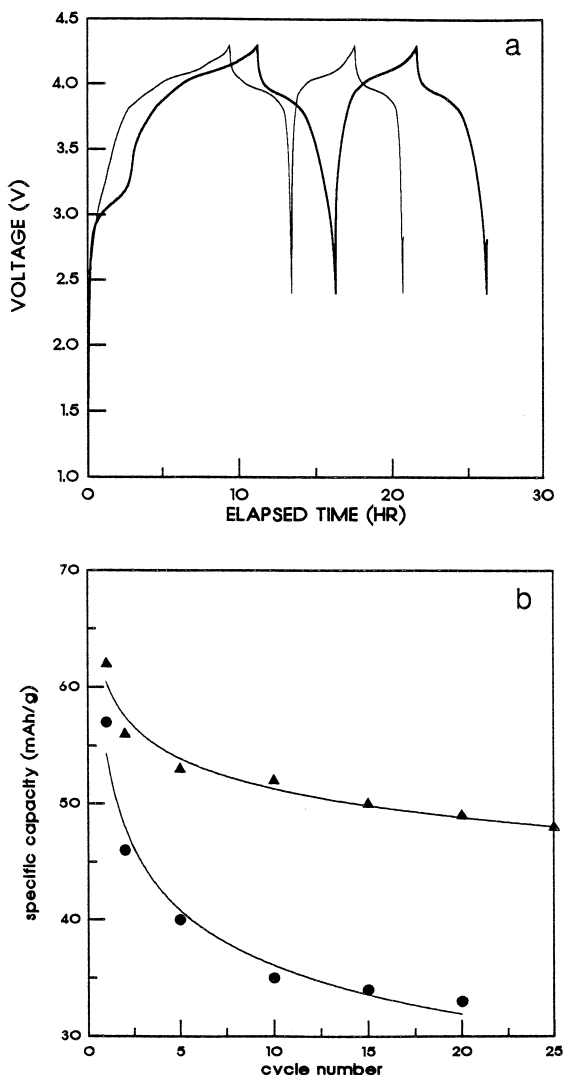 a
4.5
4.0
3.5
3.0
2.5
2.0
1.5
1.0
VOLTAGE (V)
0 10 20 30
ELAPSED TIME (HR)
b
70
60
50
40
30
specific capacity (mAh/g)
0 5 10 15 20 25
cycle number